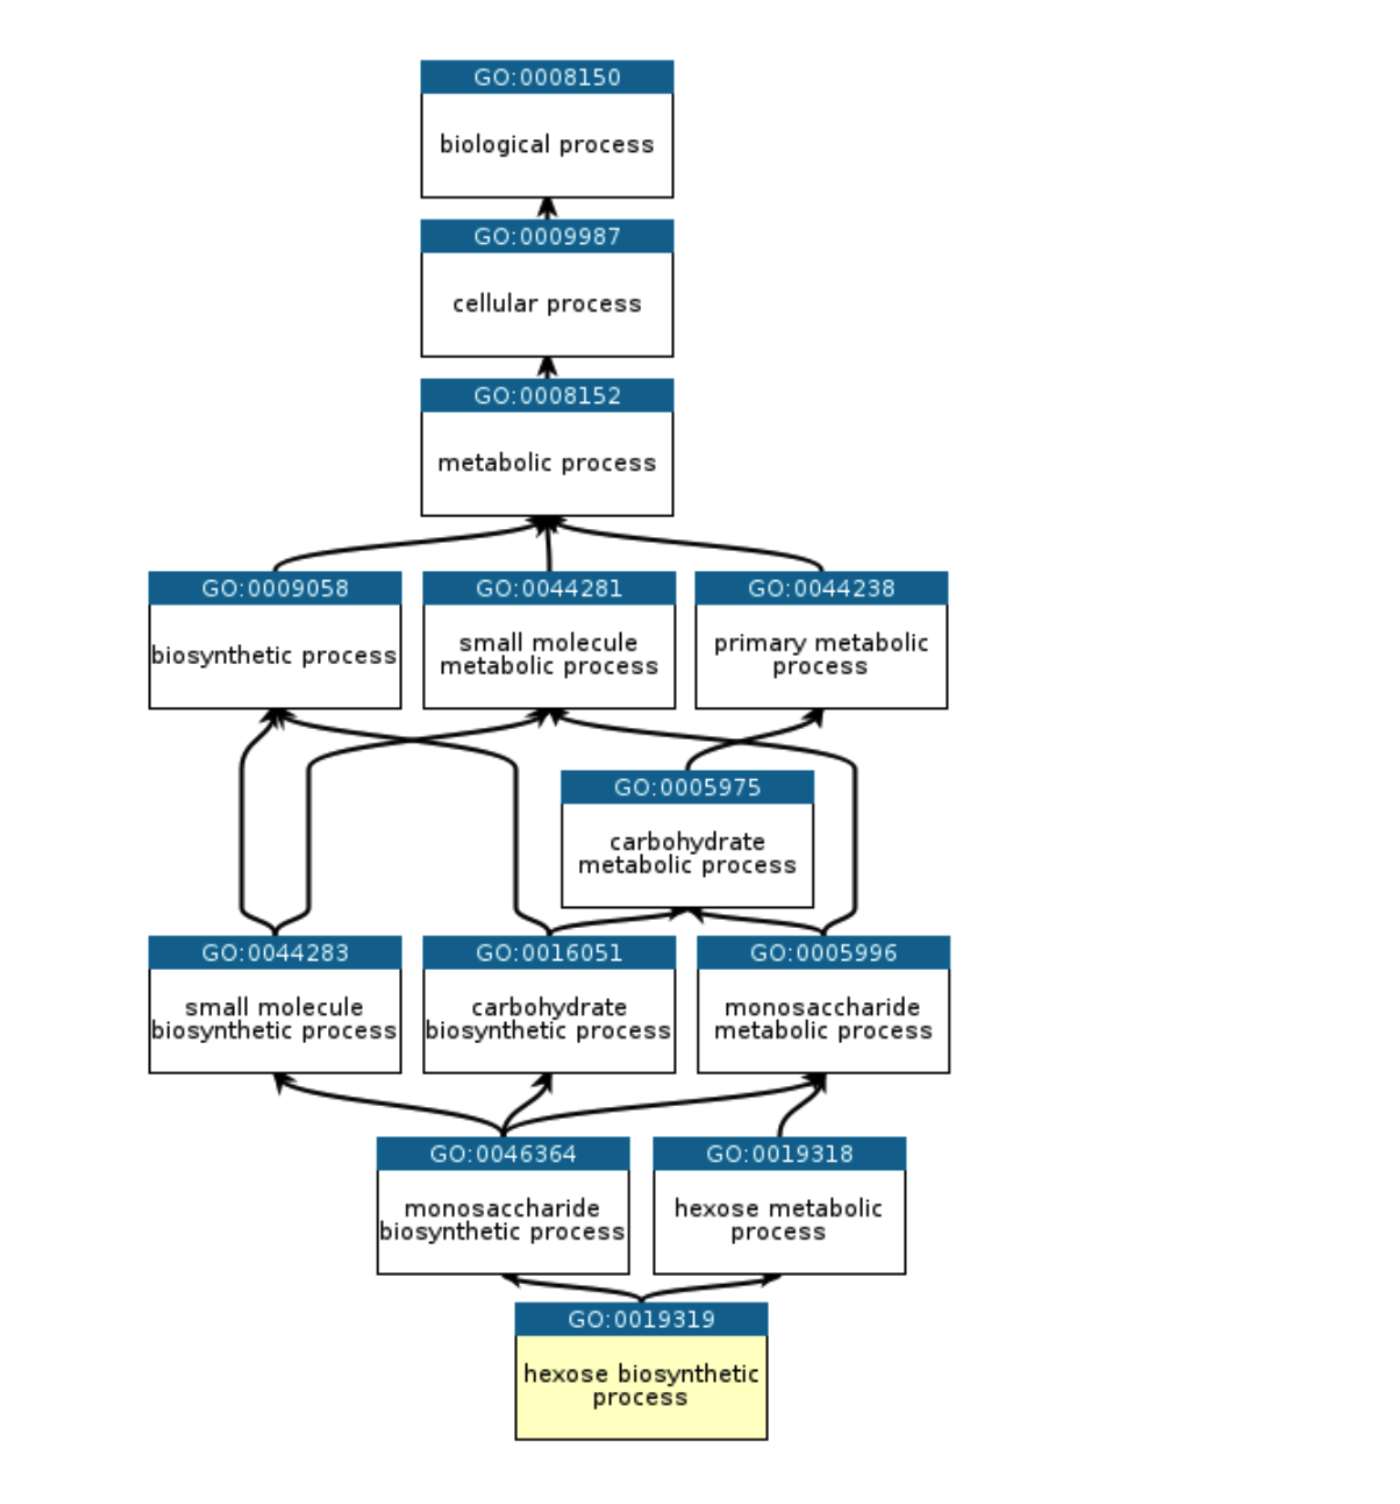 GO:0008150
biological process
GO:0009987
cellular process
GO:0008152
metabolic process
GO:0009058
biosynthetic process
GO:0044281
small molecule
metabolic process
GO:0044238
primary metabolic
process
GO:0005975
carbohydrate
metabolic process
GO:0044283
small molecule
biosynthetic process
GO:0016051
carbohydrate
biosynthetic process
GO:0005996
monosaccharide
metabolic process
GO:0046364
monosaccharide
biosynthetic process
GO:0019318
hexose metabolic
process
GO:0019319
hexose biosynthetic
process